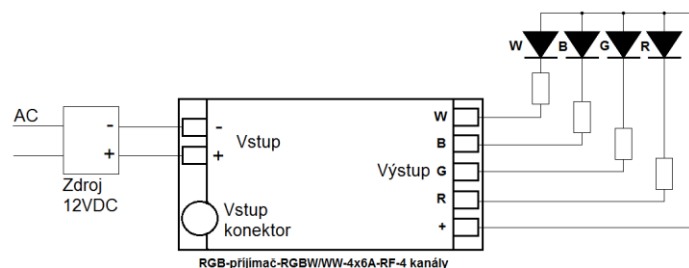 W B G R
AC
- -
Vstup
+ +
Zdroj
12VDC
Vstup
konektor
W
B
Výstup G
R
+
RGB-přijímač-RGBW/WW-4x6A-RF-4 kanály